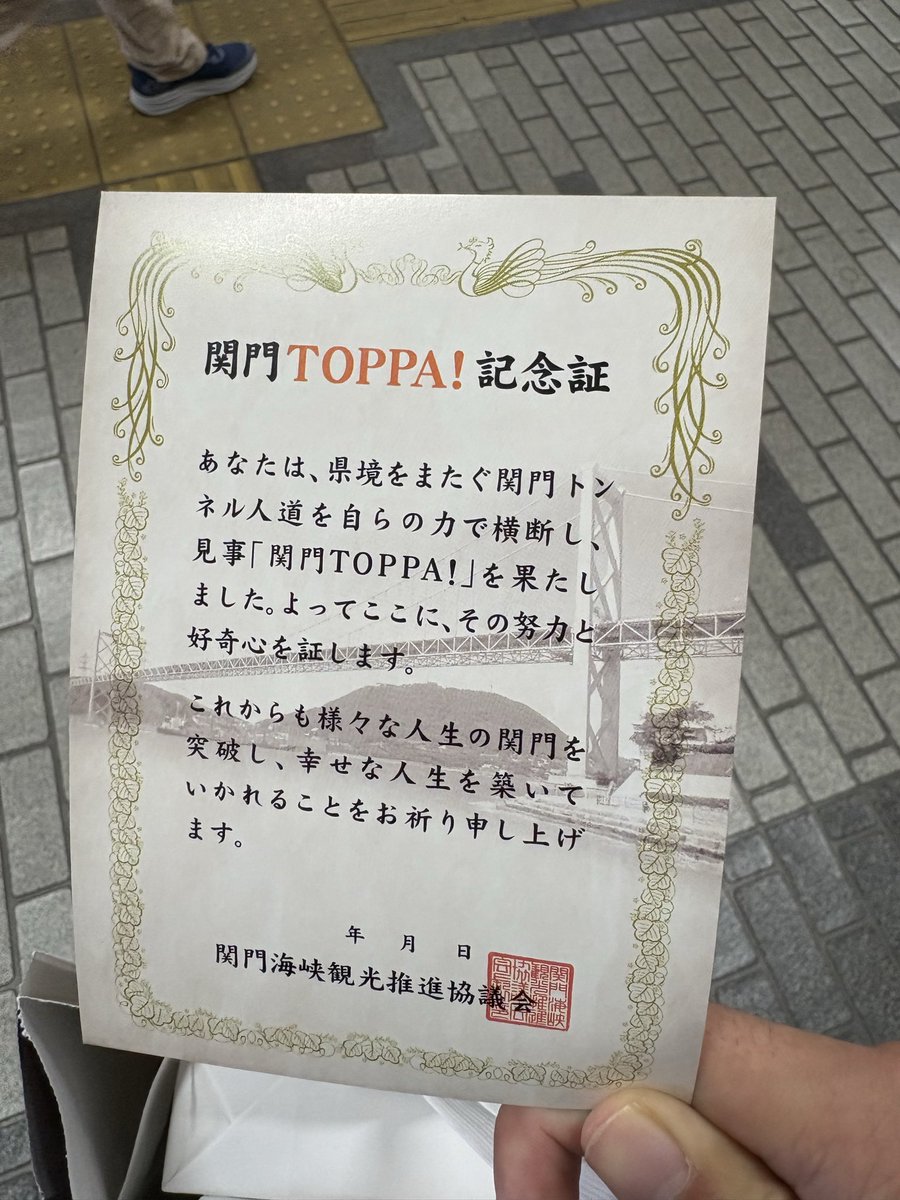 関門TOPPA!記念証
あなたは、県境をまたぐ関門トン
ネル人道を自らの力で横断し、
見事「関門TOPPA!」を果たし
ました。よってここに、その努力と
好奇心を証します。
これからも様々な人生の関門を
突破し、幸せな人生を築いて
いかれることをお祈り申し上げ
ます。
年 月 日
関門海峡観光推進協議会